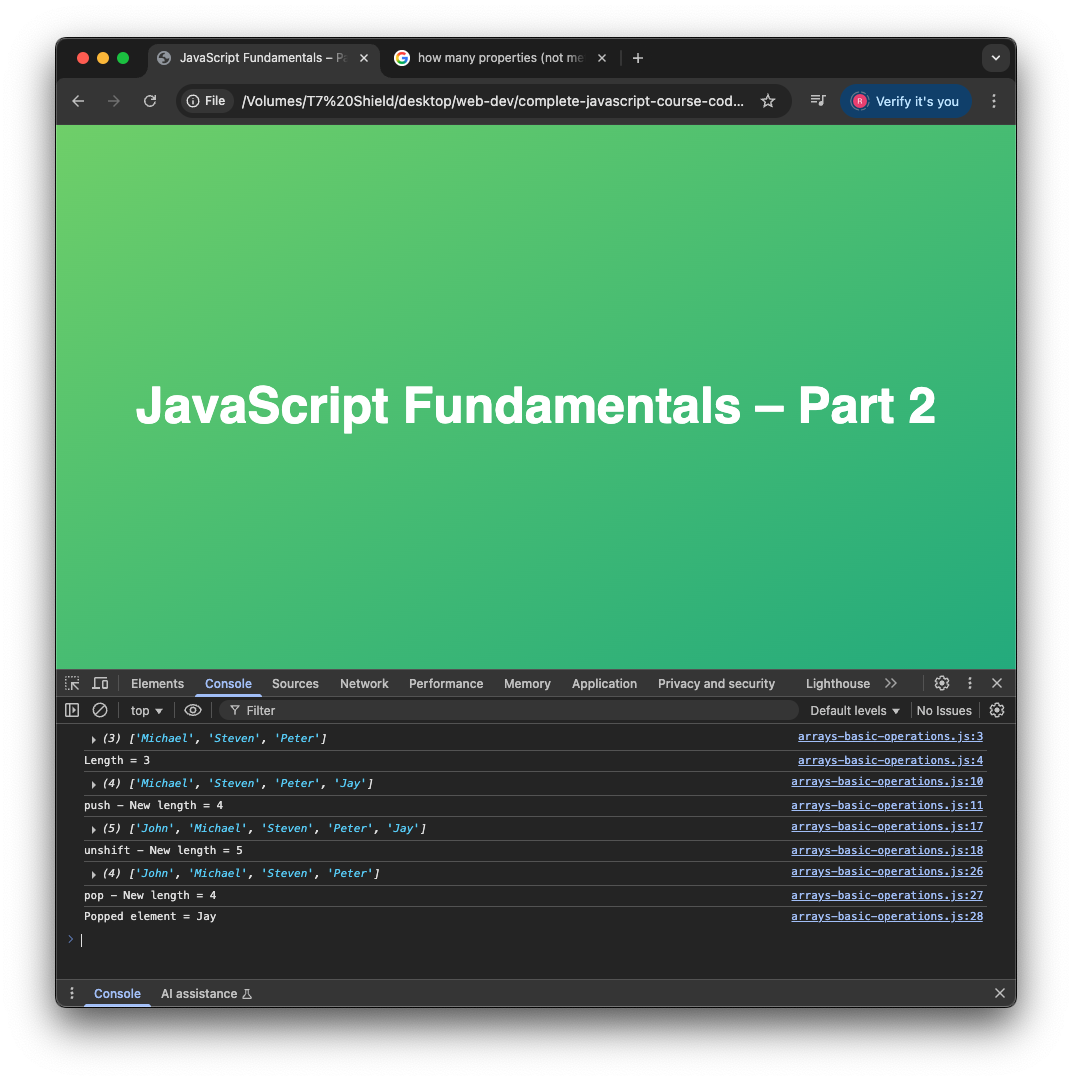 JavaScript Fundamentals – Pa
how many properties (not me
File /Volumes/T7%20Shield/desktop/web-dev/complete-javascript-course-cod... R Verify it's you
JavaScript Fundamentals – Part 2
Elements Console Sources Network Performance Memory Application Privacy and security Lighthouse
top Filter Default levels No Issues
(3) ['Michael', 'Steven', 'Peter'] arrays-basic-operations.js:3
Length = 3 arrays-basic-operations.js:4
(4) ['Michael', 'Steven', 'Peter', 'Jay'] arrays-basic-operations.js:10
push – New length = 4 arrays-basic-operations.js:11
(5) ['John', 'Michael', 'Steven', 'Peter', 'Jay'] arrays-basic-operations.js:17
unshift – New length = 5 arrays-basic-operations.js:18
(4) ['John', 'Michael', 'Steven', 'Peter'] arrays-basic-operations.js:26
pop – New length = 4 arrays-basic-operations.js:27
Popped element = Jay arrays-basic-operations.js:28
Console AI assistance